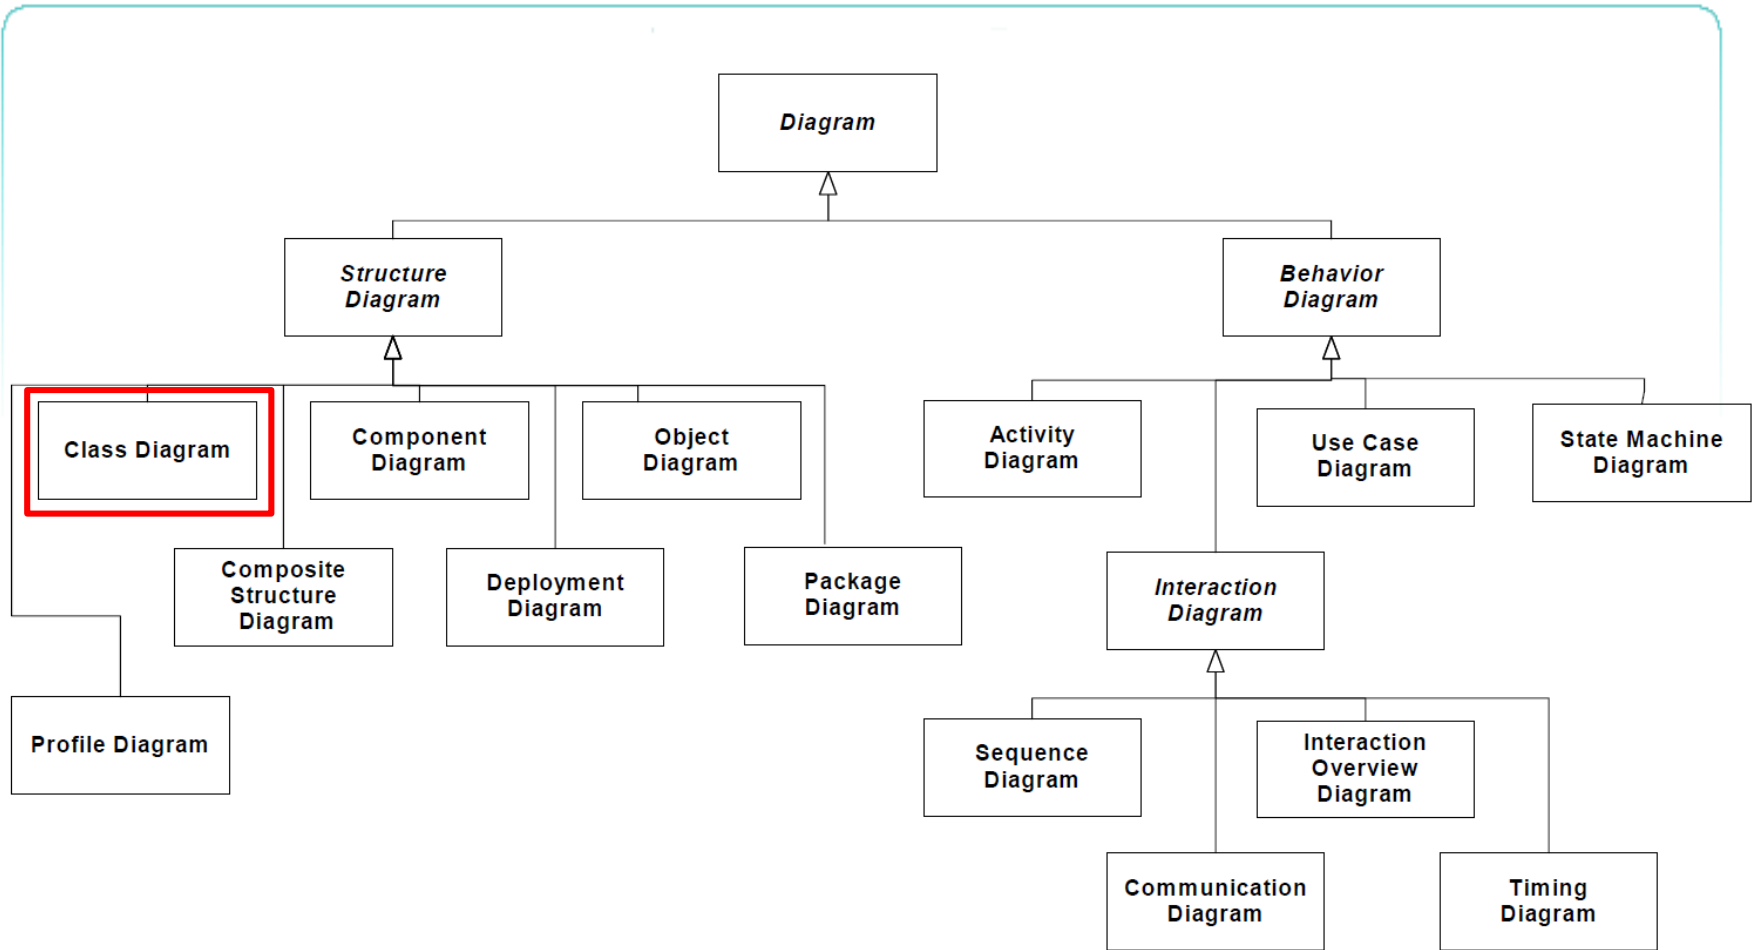 Diagram
Structure
Diagram
Behavior
Diagram
Class Diagram
Component
Diagram
Object
Diagram
Activity
Diagram
Use Case
Diagram
State Machine
Diagram
Composite
Structure
Diagram
Deployment
Diagram
Package
Diagram
Interaction
Diagram
Profile Diagram
Sequence
Diagram
Interaction
Overview
Diagram
Communication
Diagram
Timing
Diagram